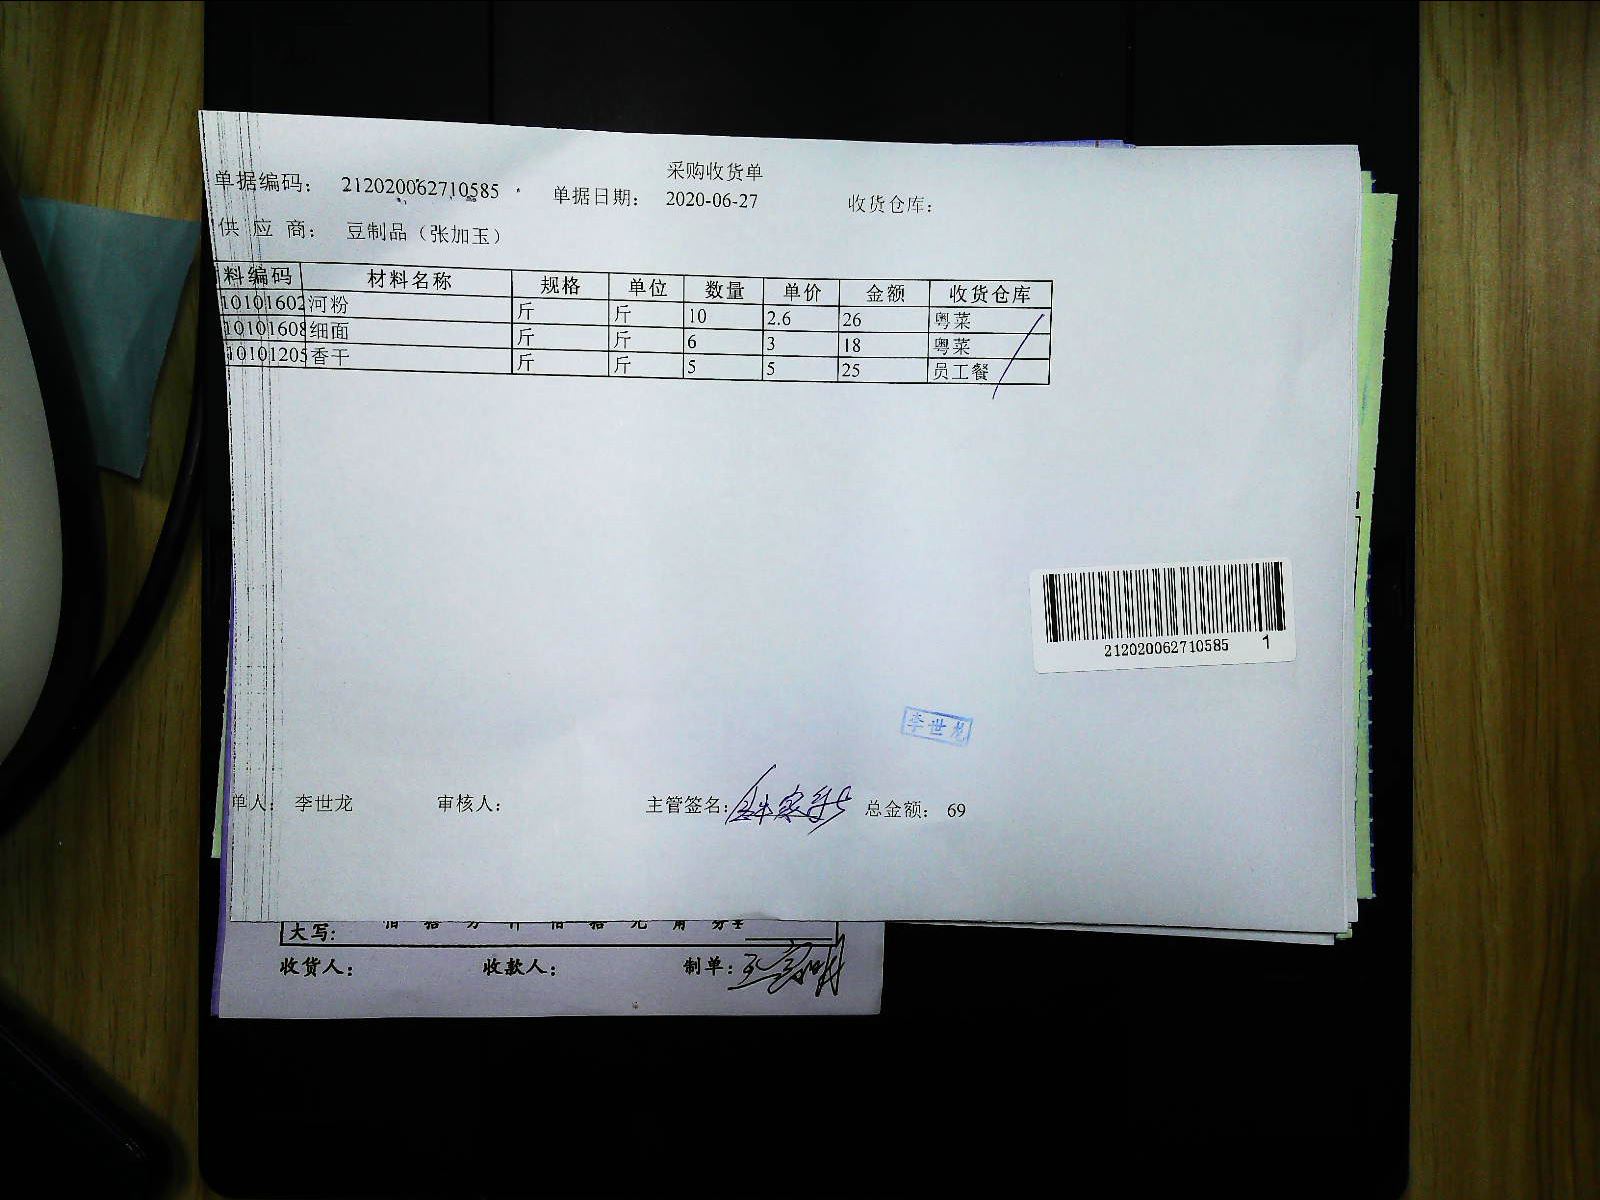 采购收货单
单据编码： 212020062710585 单据日期： 2020-06-27 收货仓库：
供 应 商： 豆制品（张加玉）
料编码 材料名称 规格 单位 数量 单价 金额 收货仓库
10101602 河粉 斤 斤 10 2.6 26 粤菜
10101608 细面 斤 斤 6 3 18 粤菜
10101205 香干 斤 斤 5 5 25 员工餐
212020062710585 1
李世龙
单人： 李世龙 审核人： 主管签名： 总金额： 69
大写：
收货人： 收款人： 制单：